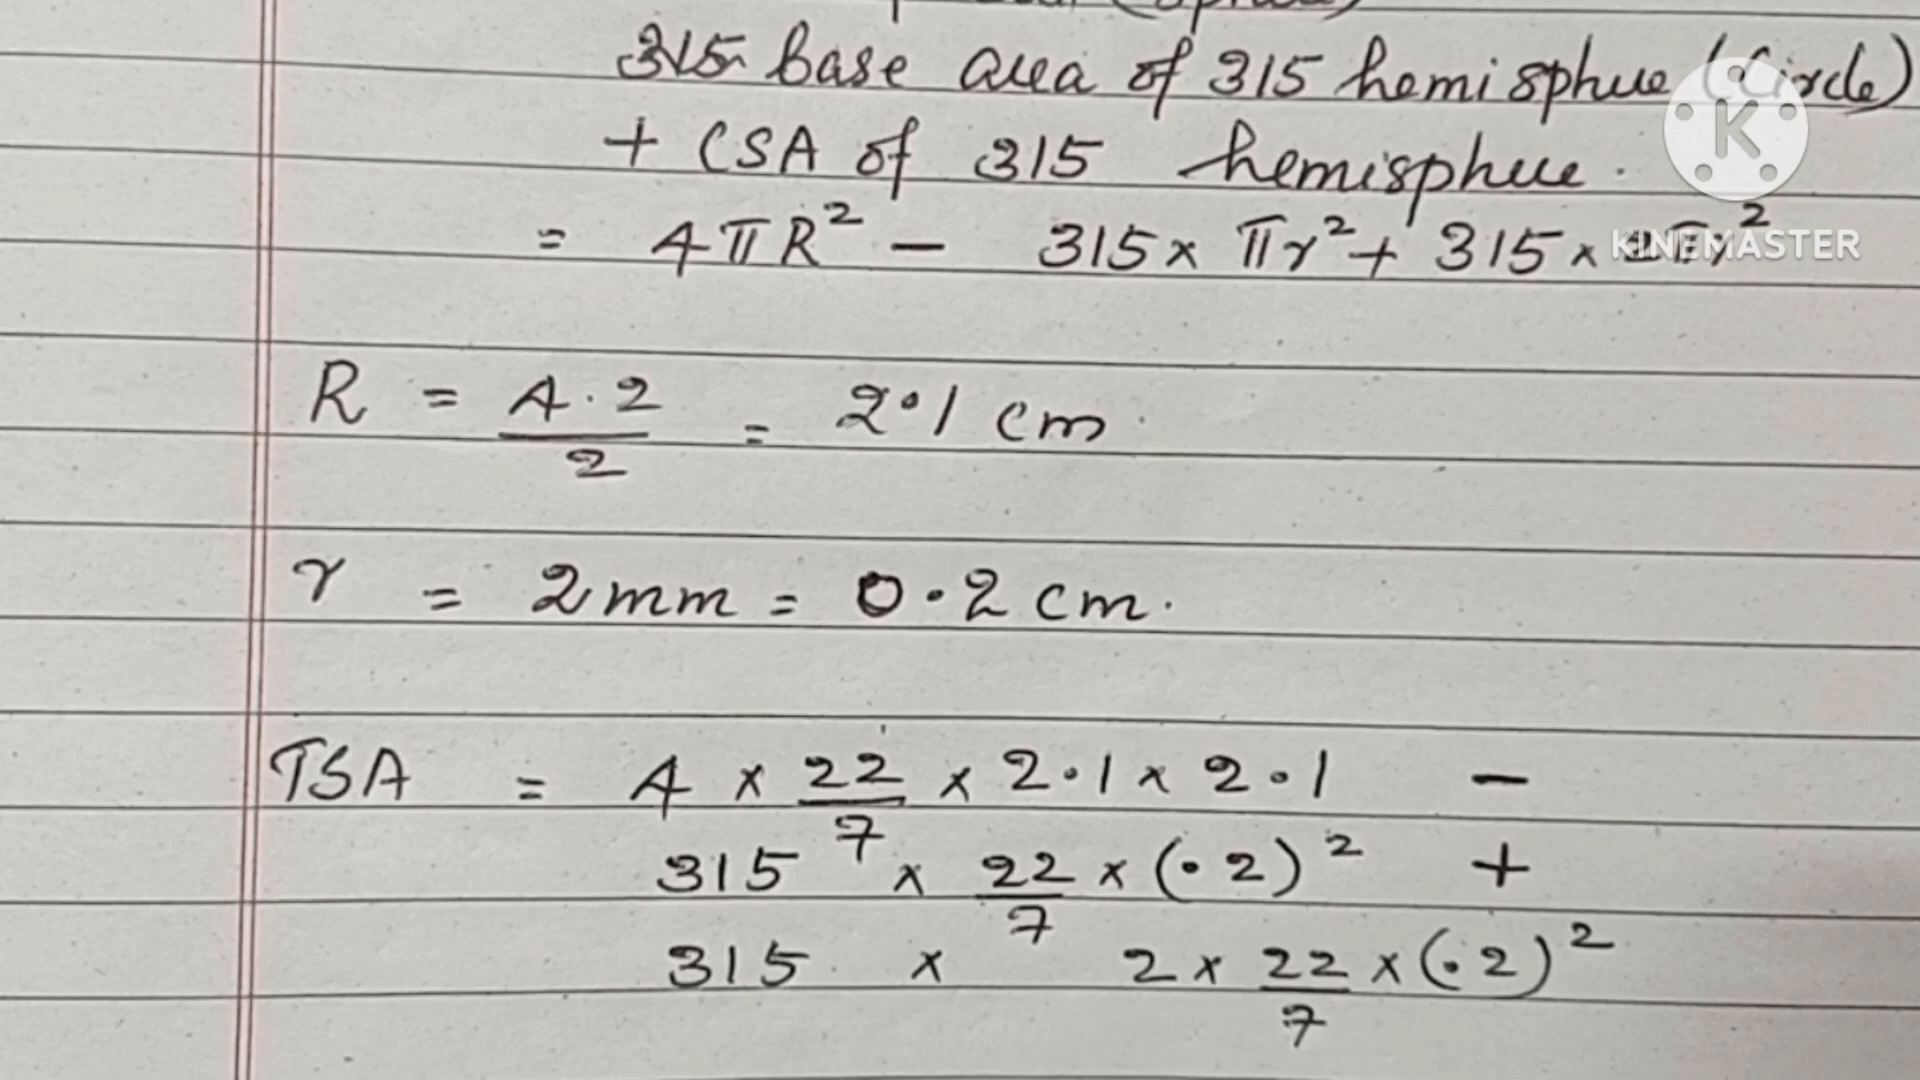 315 base area of 315 hemisphere (Circle)
+ CSA of 315 hemisphere.
= 4πR² - 315 x πr² + 315 x 2πr²
K
KINEMASTER
R = 4.2/2 = 2.1 cm.
r = 2mm = 0.2 cm.
TSA = 4 x 22/7 x 2.1 x 2.1 -
315 x 22/7 x (.2)² +
315 x 2 x 22/7 x (.2)²